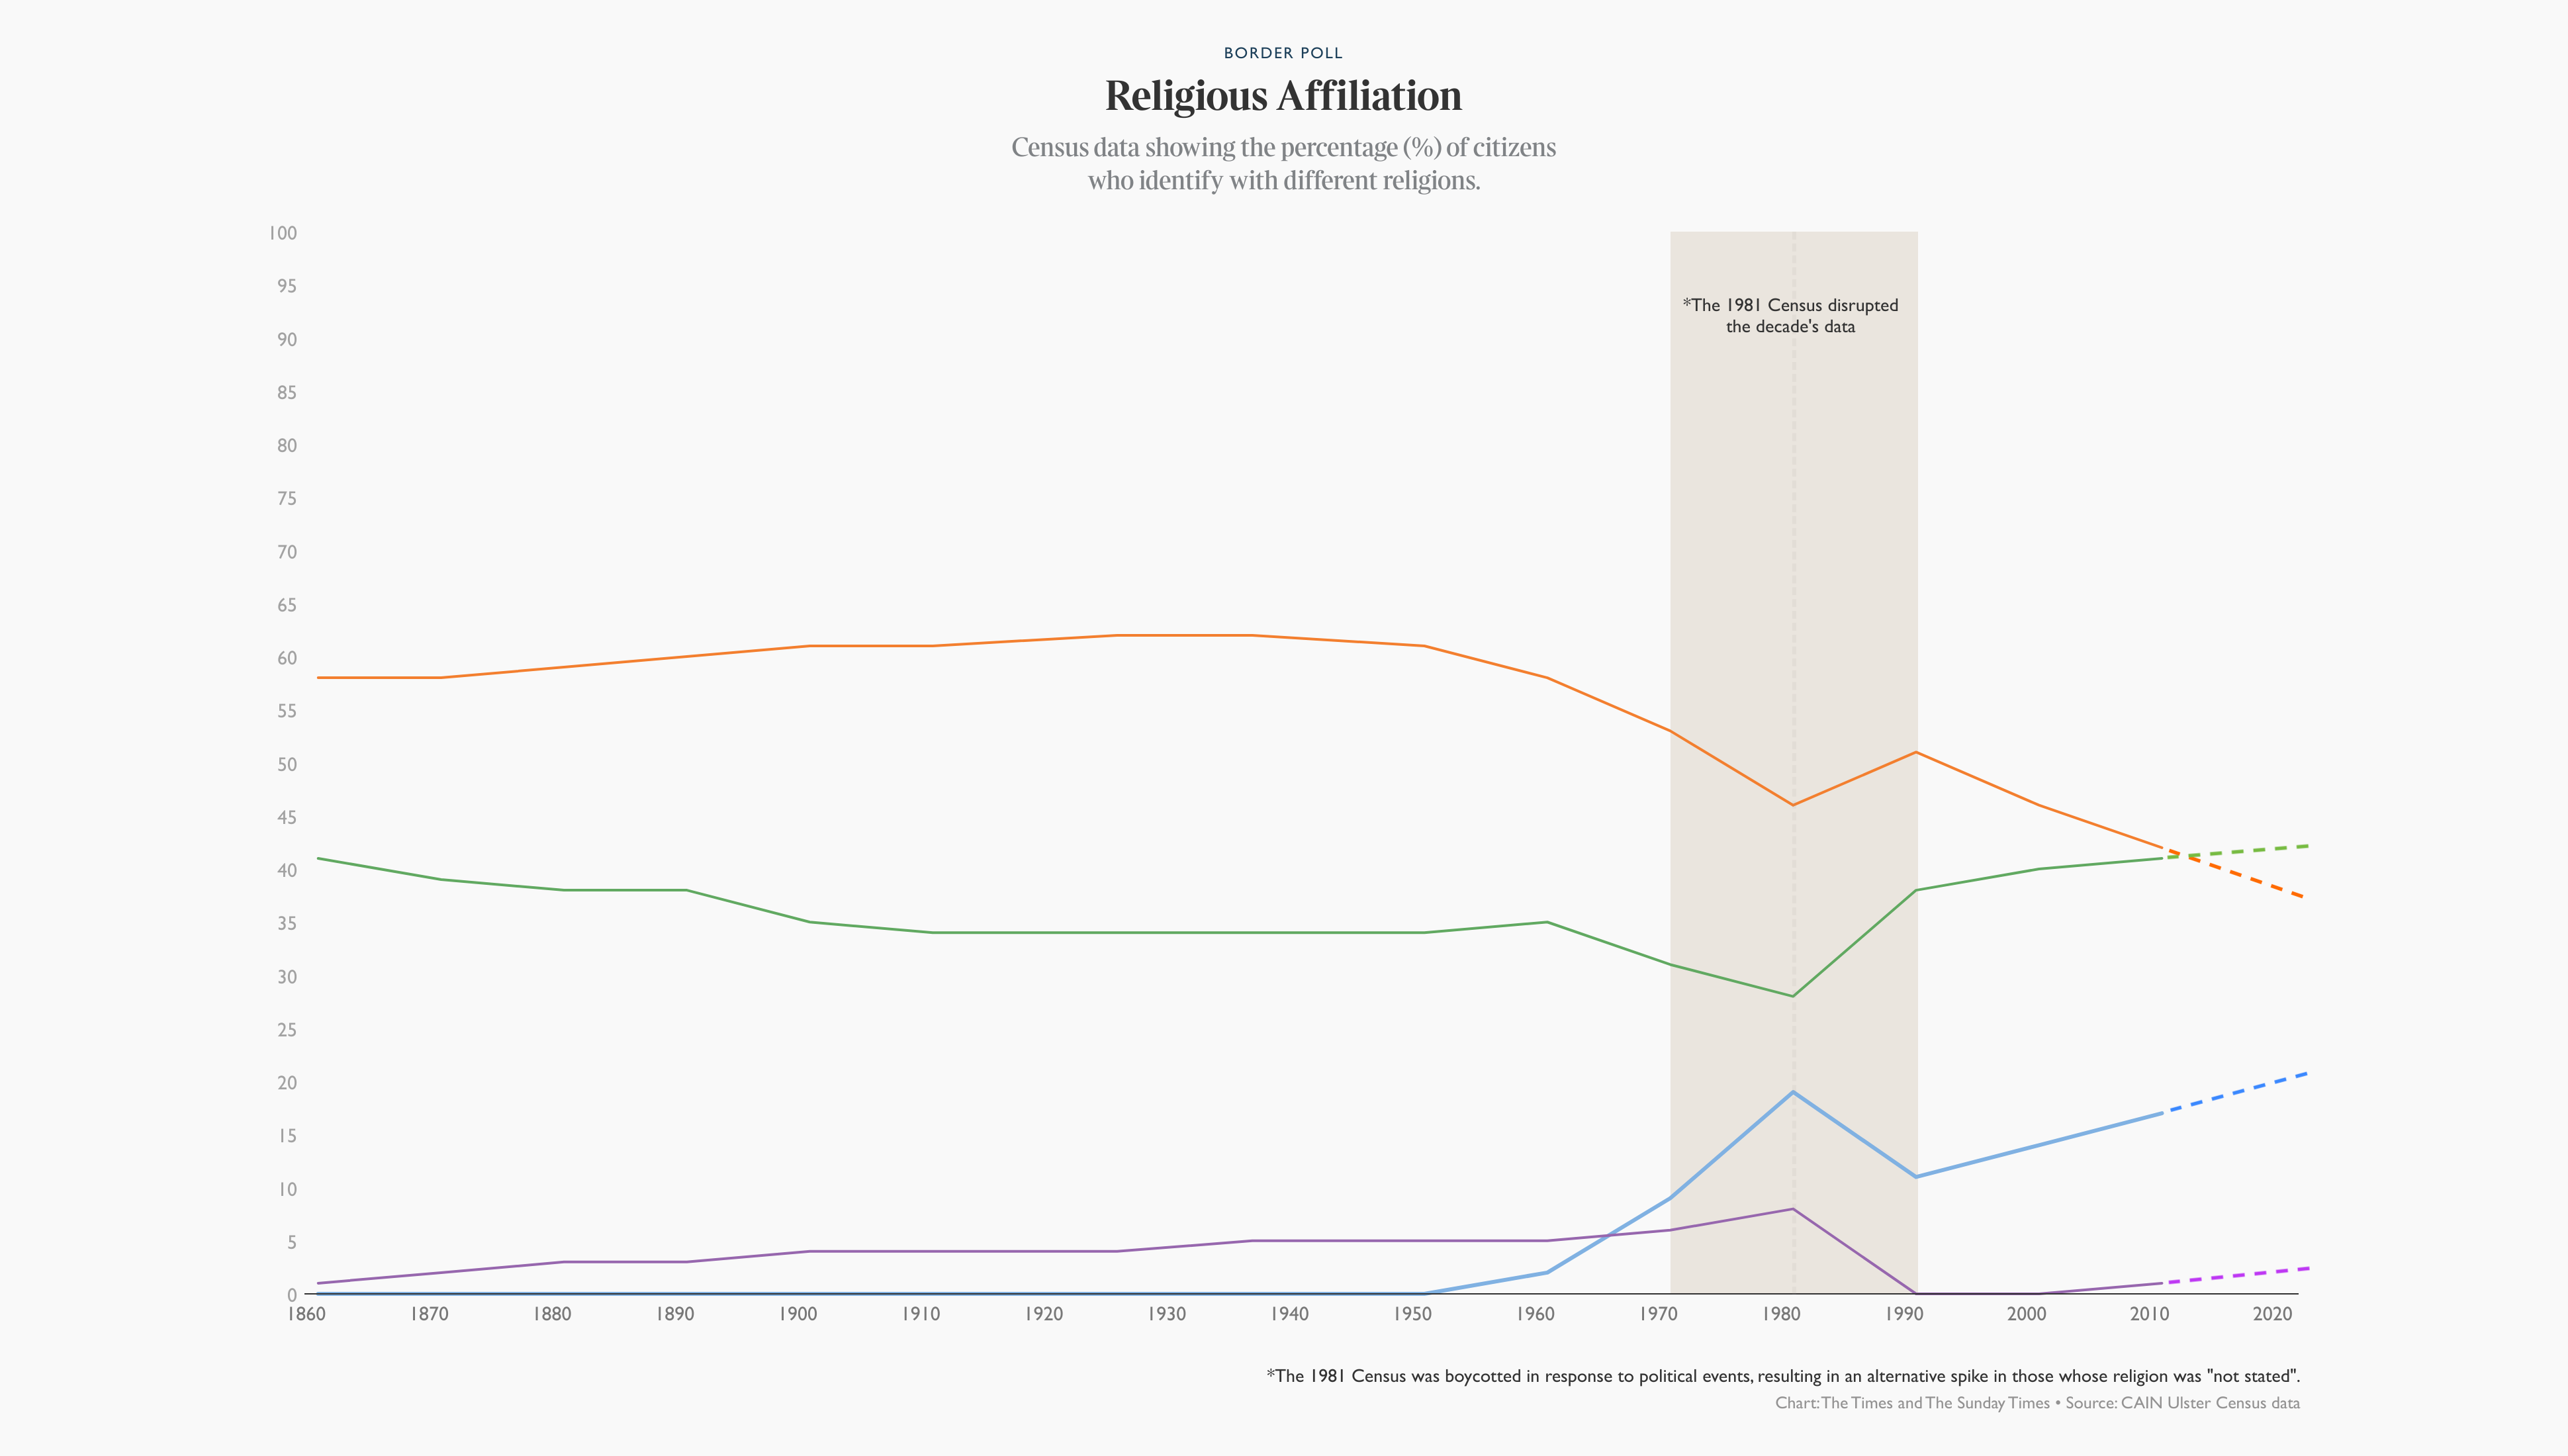 BORDER POLL
Religious Affiliation
Census data showing the percentage (%) of citizens
who identify with different religions.
100
95
90
85
80
75
70
65
60
55
50
45
40
35
30
25
20
15
10
5
0
*The 1981 Census disrupted
the decade's data
1860 1870 1880 1890 1900 1910 1920 1930 1940 1950 1960 1970 1980 1990 2000 2010 2020
*The 1981 Census was boycotted in response to political events, resulting in an alternative spike in those whose religion was "not stated".
Chart: The Times and The Sunday Times • Source: CAIN Ulster Census data